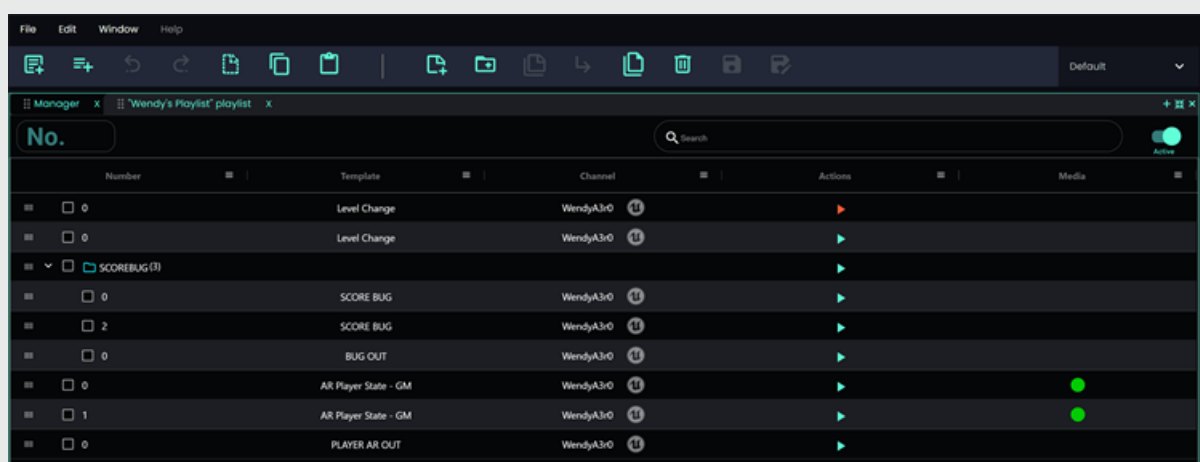 File Edit Window Help
Default
Manager x "Wendy's Playlist" playlist x
No. Search Active
Number Template Channel Actions Media
0 Level Change WendyA3r0
0 Level Change WendyA3r0
SCOREBUG(3)
0 SCORE BUG WendyA3r0
2 SCORE BUG WendyA3r0
0 BUG OUT WendyA3r0
0 AR Player State - GM WendyA3r0
1 AR Player State - GM WendyA3r0
0 PLAYER AR OUT WendyA3r0